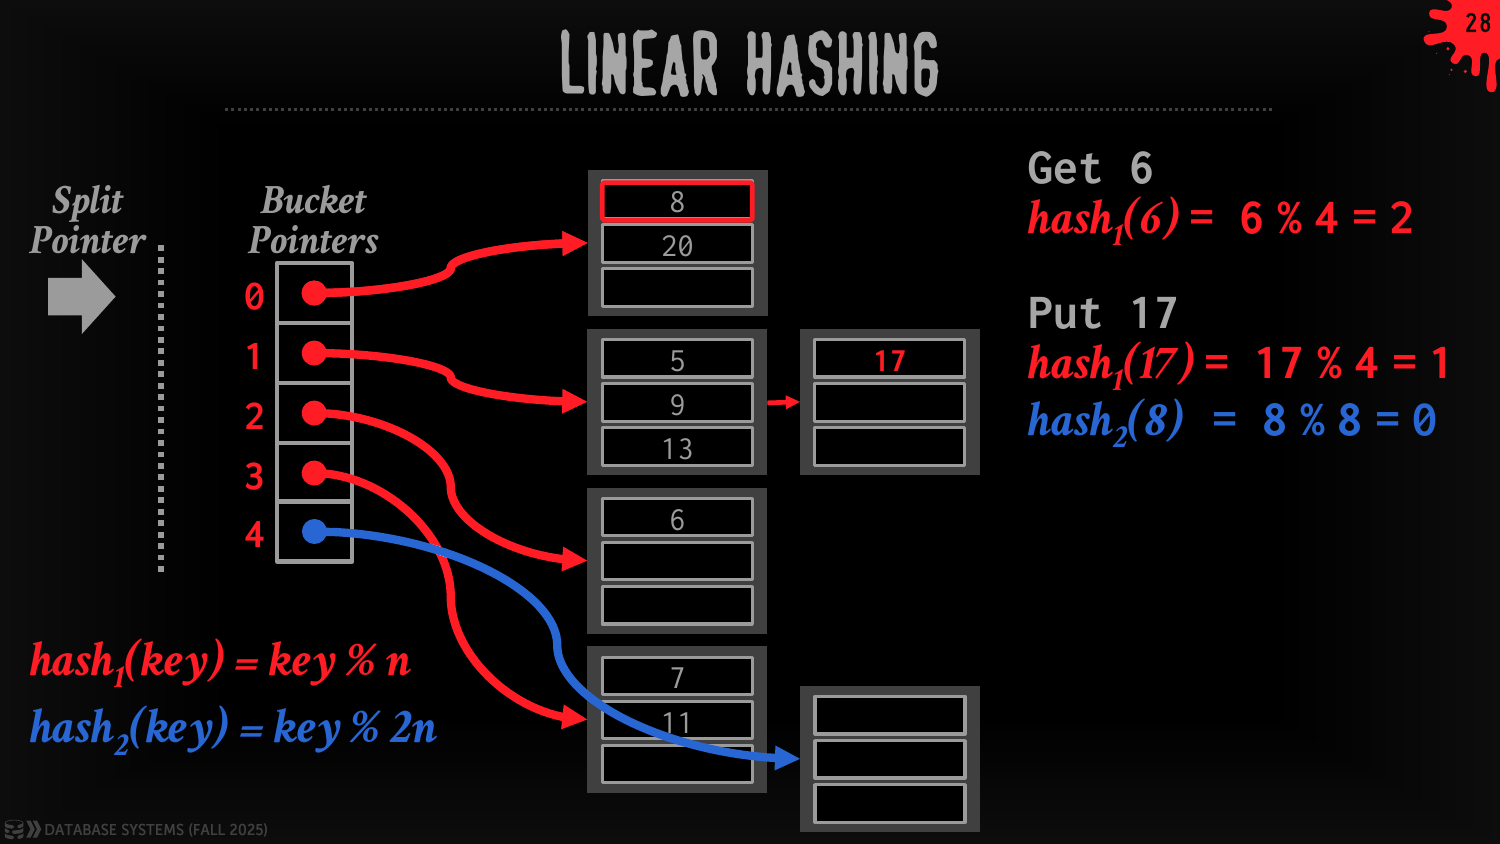 28
LINEAR HASHING
Split
Pointer
Bucket
Pointers
0
1
2
3
4
8
20
5
9
13
17
6
7
11
Get 6
hash1(6) = 6 % 4 = 2
Put 17
hash1(17) = 17 % 4 = 1
hash2(8) = 8 % 8 = 0
hash1(key) = key % n
hash2(key) = key % 2n
DATABASE SYSTEMS (FALL 2025)